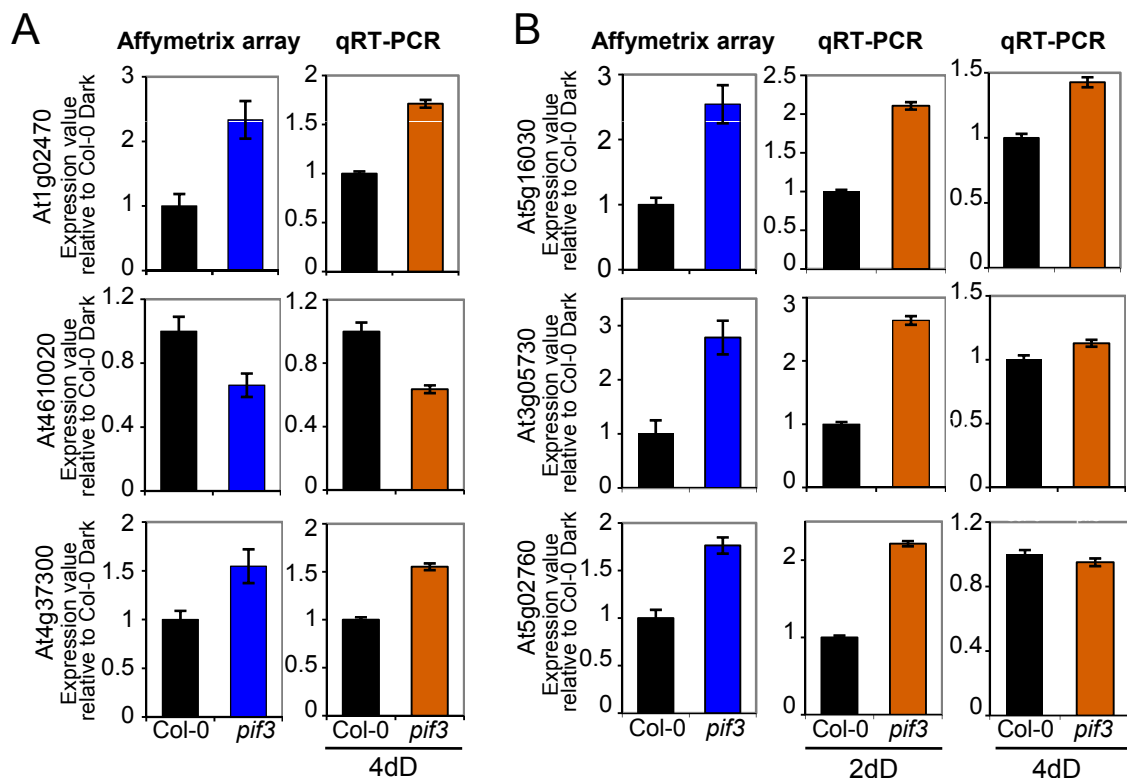 A
B
Affymetrix array
qRT-PCR
Affymetrix array
qRT-PCR
qRT-PCR
At1g02470
Expression value
relative to Col-0 Dark
3
2
1
0
2
1.5
1
0.5
0
At5g16030
Expression value
relative to Col-0 Dark
3
2
1
0
2.5
2
1.5
1
0.5
0
1.5
1
0.5
0
At4610020
Expression value
relative to Col-0 Dark
1.2
0.8
0.4
0
1.2
0.8
0.4
0
At3g05730
Expression value
relative to Col-0 Dark
3
2
1
0
3
2
1
0
1.5
1
0.5
0
At4g37300
Expression value
relative to Col-0 Dark
2
1.5
1
0.5
0
2
1.5
1
0.5
0
At5g02760
Expression value
relative to Col-0 Dark
2
1.5
1
0.5
0
2
1
0
1.2
0.8
0.4
0
Col-0 pif3
Col-0 pif3
Col-0 pif3
Col-0 pif3
Col-0 pif3
4dD
2dD
4dD